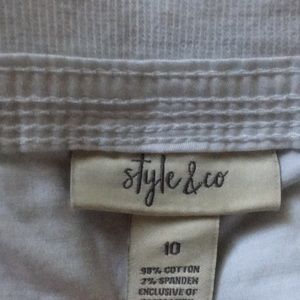 style & co
10
98% COTTON
2% SPANDEX
EXCLUSIVE OF